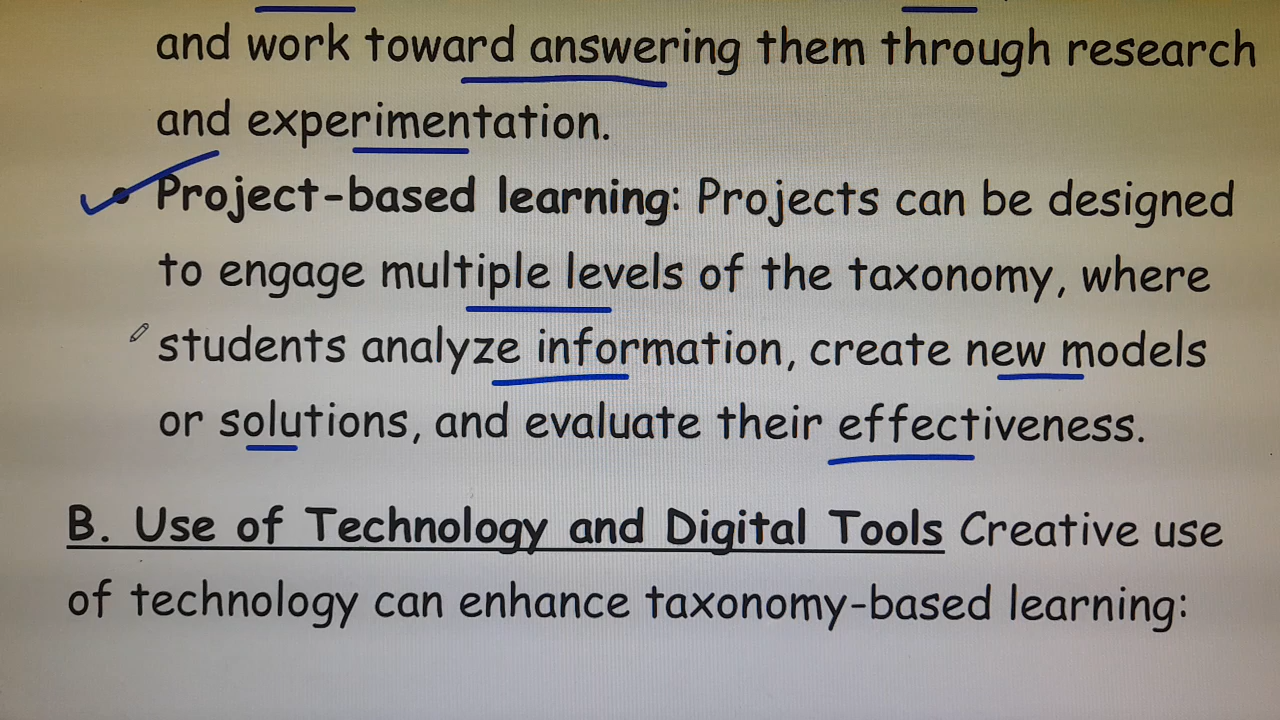 and work toward answering them through research
and experimentation.
• Project-based learning: Projects can be designed
to engage multiple levels of the taxonomy, where
students analyze information, create new models
or solutions, and evaluate their effectiveness.
B. Use of Technology and Digital Tools Creative use
of technology can enhance taxonomy-based learning: